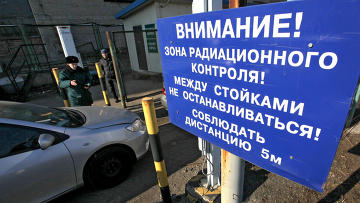 ВНИМАНИЕ!
ЗОНА РАДИАЦИОННОГО
КОНТРОЛЯ!
МЕЖДУ СТОЙКАМИ
НЕ ОСТАНАВЛИВАТЬСЯ!
СОБЛЮДАТЬ
ДИСТАНЦИЮ 5м